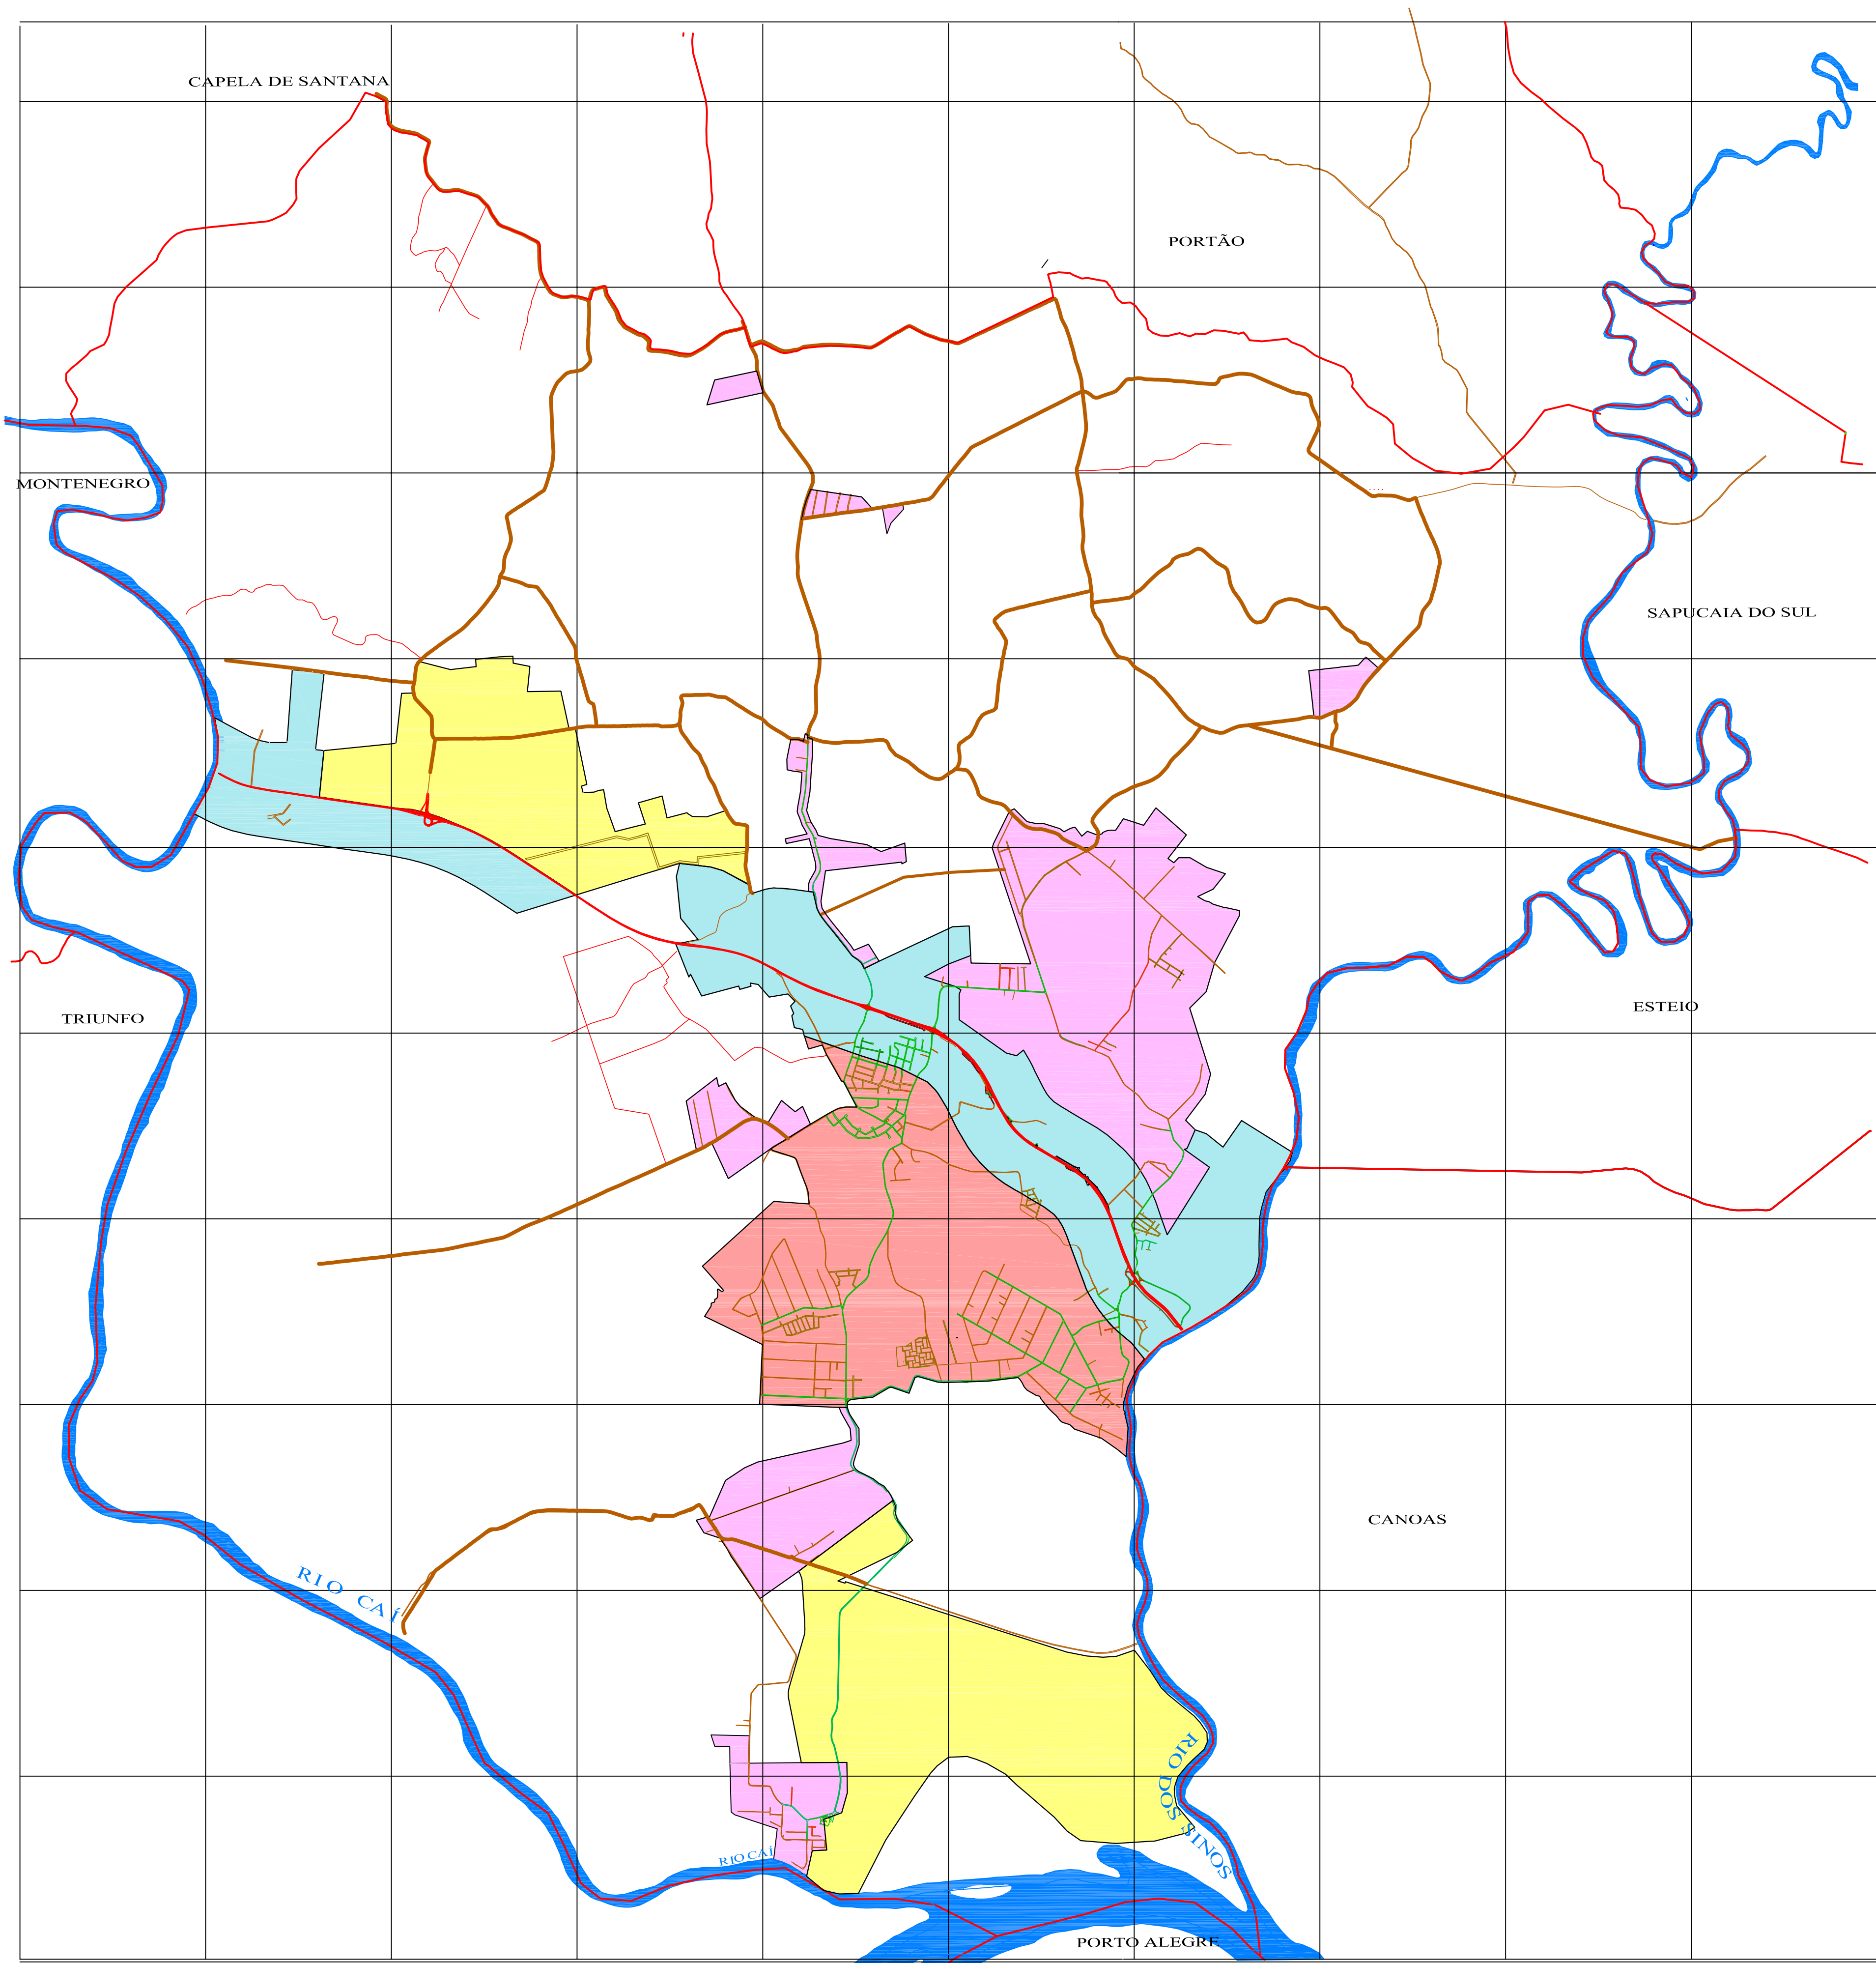 CAPELA DE SANTANA
PORTÃO
MONTENEGRO
SAPUCAIA DO SUL
TRIUNFO
ESTEIO
CANOAS
RIO CAÍ
RIO DOS SINOS
RIO CAÍ
PORTO ALEGRE